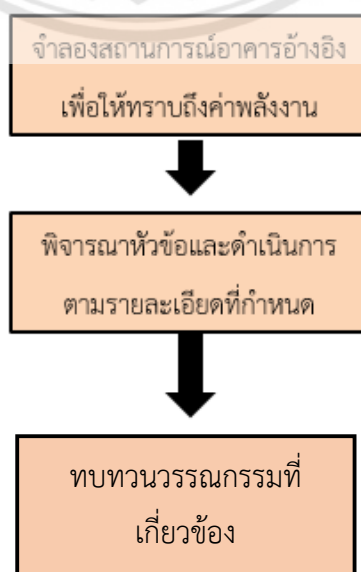 จำลองสถานการณ์อาคารอ้างอิง
เพื่อให้ทราบถึงค่าพลังงาน
พิจารณาหัวข้อและดำเนินการ
ตามรายละเอียดที่กำหนด
ทบทวนวรรณกรรมที่
เกี่ยวข้อง